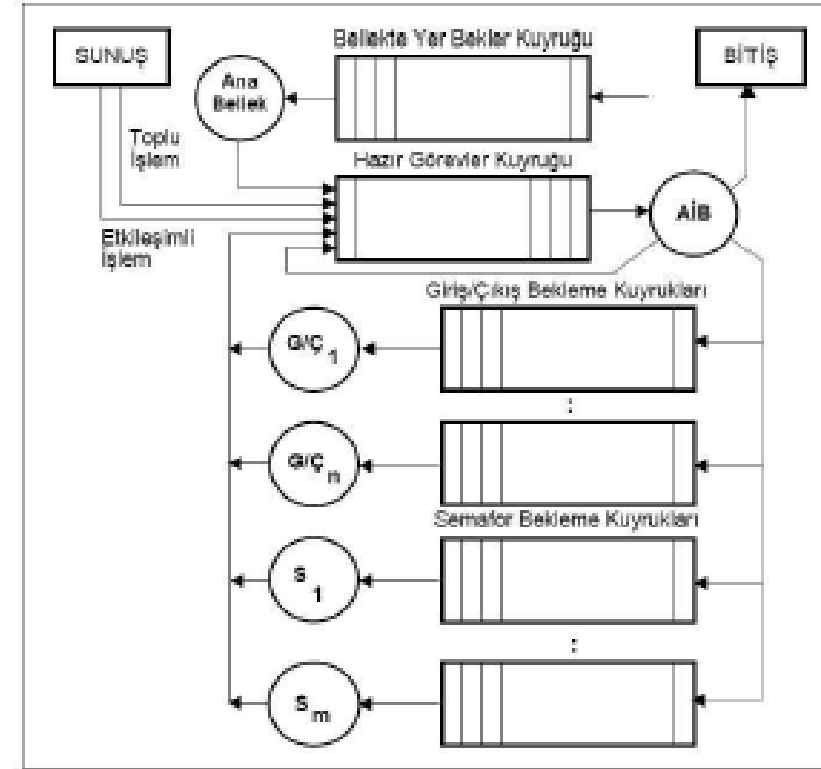 SUNUŞ
Bellekte Yer Bekler Kuyruğu
BİTİŞ
Ana
Bellek
Toplu
İşlem
Hazır Görevler Kuyruğu
AİB
Etkileşimli
İşlem
Giriş/Çıkış Bekleme Kuyrukları
G/Ç 1
:
G/Ç n
Semafor Bekleme Kuyrukları
S 1
:
S m